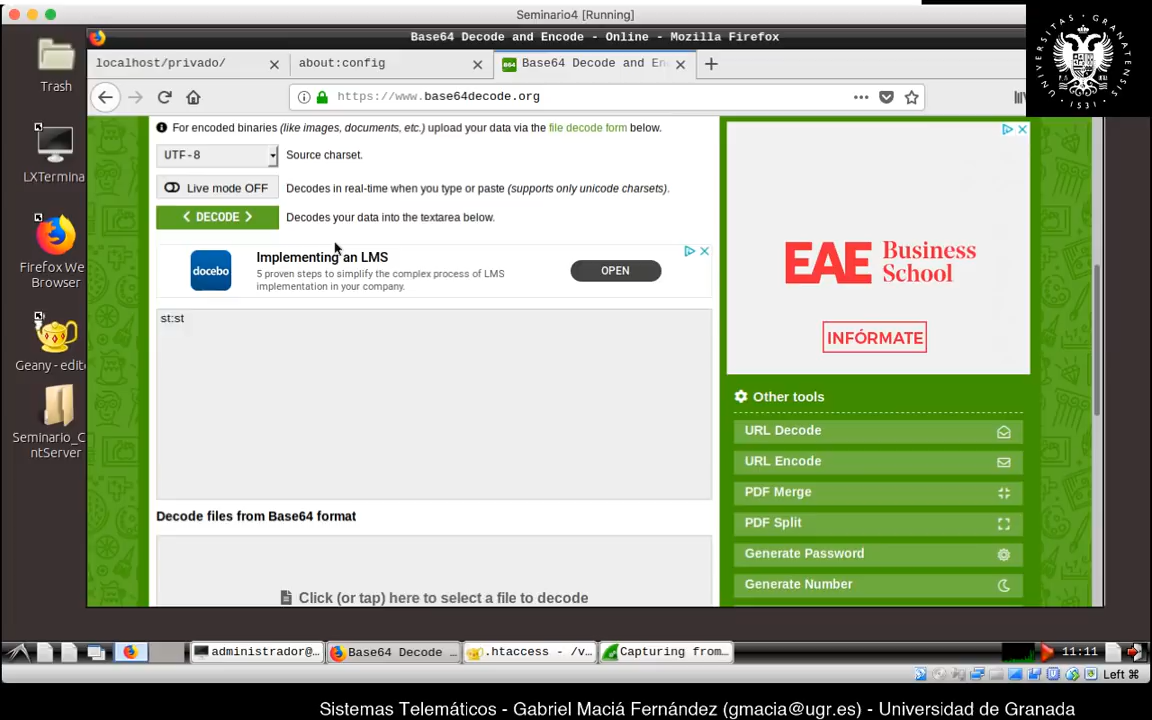 Seminario4 [Running]
Base64 Decode and Encode - Online - Mozilla Firefox
localhost/privado/
about:config
Base64 Decode and En
https://www.base64decode.org
UNIVERSITAS GRANATENSIS 1531
Trash
LXTermina
Firefox We
Browser
Geany - edit
Seminario_C
ntServer
For encoded binaries (like images, documents, etc.) upload your data via the file decode form below.
UTF-8
Source charset.
Live mode OFF
Decodes in real-time when you type or paste (supports only unicode charsets).
< DECODE >
Decodes your data into the textarea below.
docebo
Implementing an LMS
5 proven steps to simplify the complex process of LMS
implementation in your company.
OPEN
st:st
Decode files from Base64 format
Click (or tap) here to select a file to decode
EAE Business
School
INFÓRMATE
Other tools
URL Decode
URL Encode
PDF Merge
PDF Split
Generate Password
Generate Number
administrador@...
Base64 Decode ...
.htaccess - /v...
Capturing from...
11:11
Left ⌘
Sistemas Telemáticos - Gabriel Maciá Fernández (gmacia@ugr.es) - Universidad de Granada